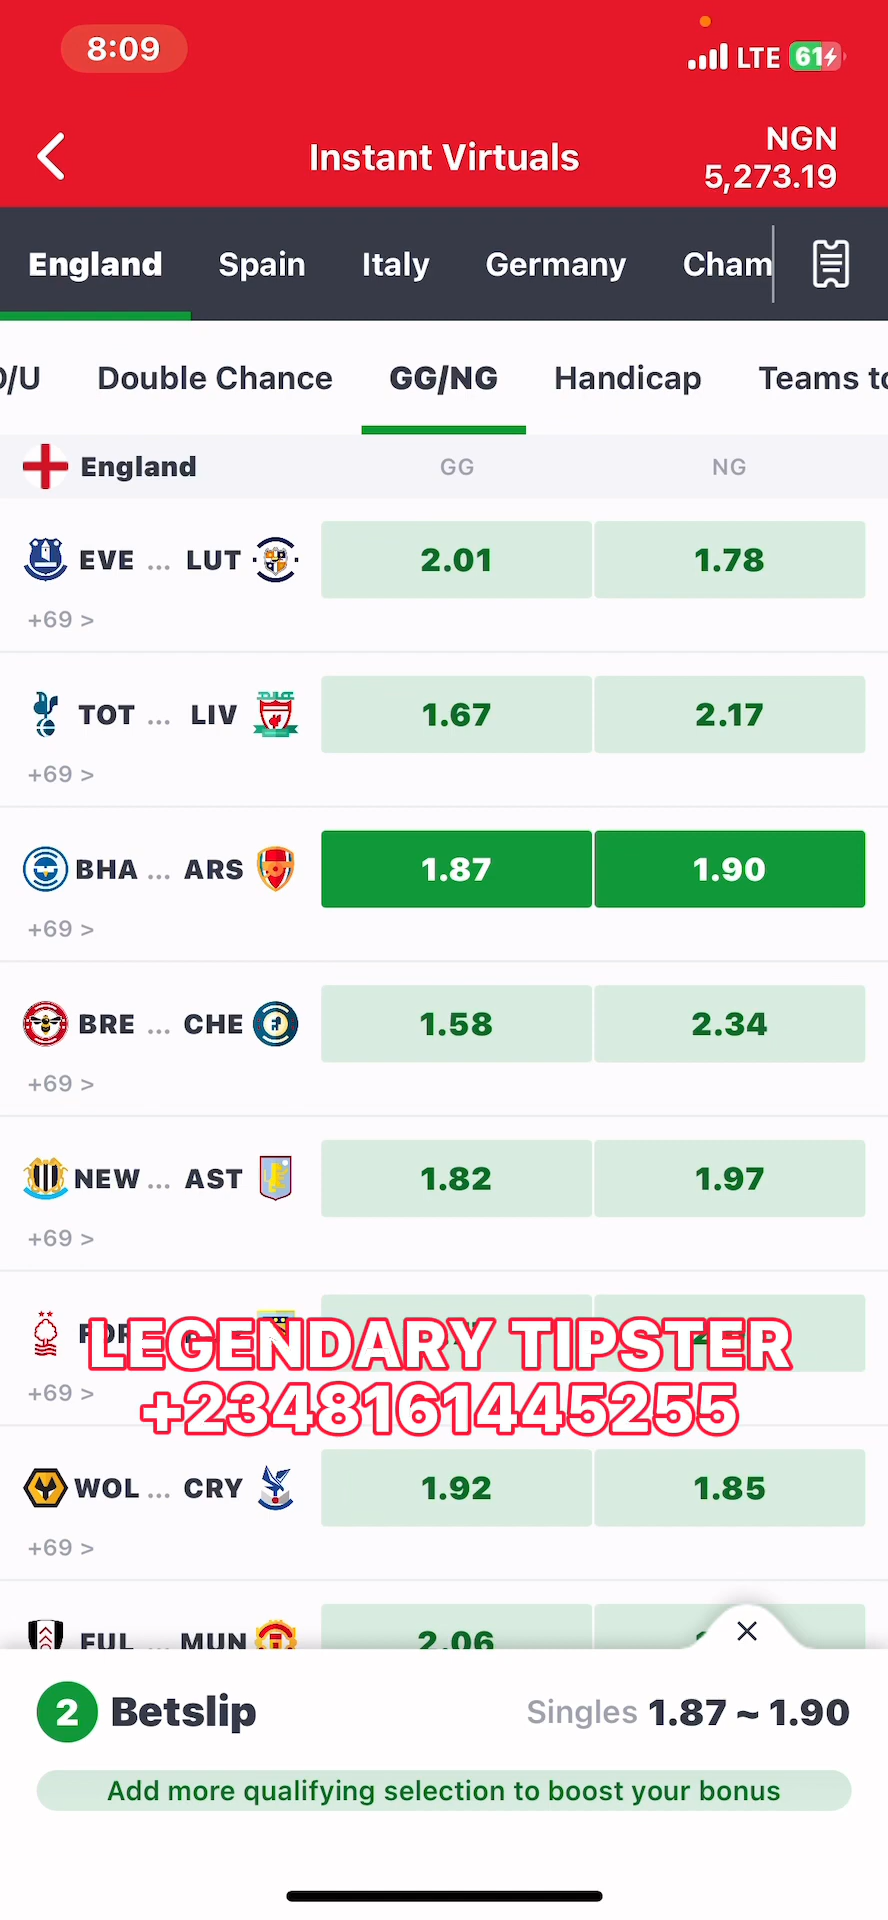 8:09
LTE 61
Instant Virtuals
NGN
5,273.19
England Spain Italy Germany Cham
O/U Double Chance GG/NG Handicap Teams to
England GG NG
EVE ... LUT 2.01 1.78
+69 >
TOT ... LIV 1.67 2.17
+69 >
BHA ... ARS 1.87 1.90
+69 >
BRE ... CHE 1.58 2.34
+69 >
NEW ... AST 1.82 1.97
+69 >
LEGENDARY TIPSTER
+69 >
+2348161445255
WOL ... CRY 1.92 1.85
+69 >
FUL ... MUN 2.06
2 Betslip Singles 1.87 ~ 1.90
Add more qualifying selection to boost your bonus